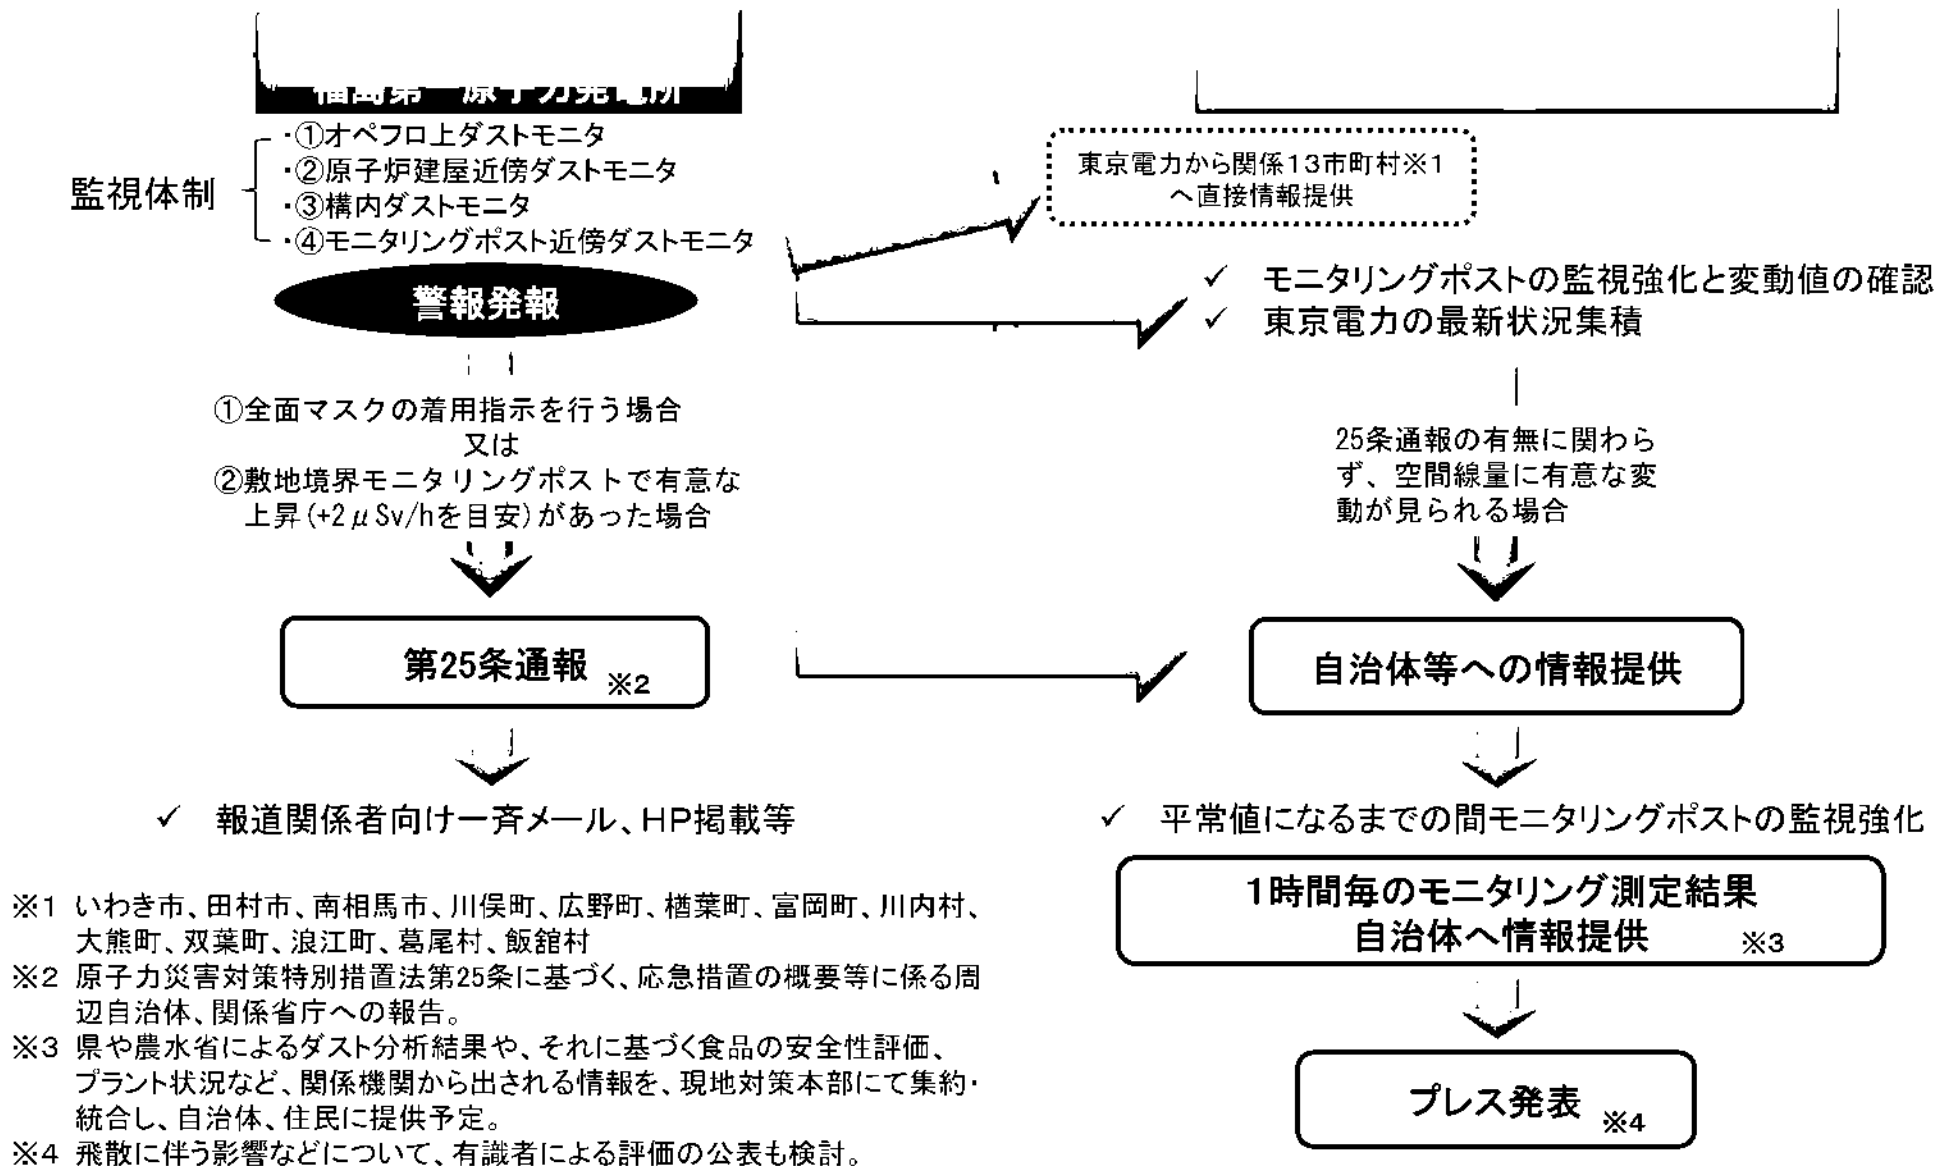 福島第一原子力発電所
監視体制
・①オペフロ上ダストモニタ
・②原子炉建屋近傍ダストモニタ
・③構内ダストモニタ
・④モニタリングポスト近傍ダストモニタ
警報発報
①全面マスクの着用指示を行う場合
又は
②敷地境界モニタリングポストで有意な
上昇(+2μSv/hを目安)があった場合
第25条通報 ※2
✓ 報道関係者向け一斉メール、HP掲載等
東京電力から関係13市町村※1
へ直接情報提供
✓ モニタリングポストの監視強化と変動値の確認
✓ 東京電力の最新状況集積
25条通報の有無に関わら
ず、空間線量に有意な変
動が見られる場合
自治体等への情報提供
✓ 平常値になるまでの間モニタリングポストの監視強化
1時間毎のモニタリング測定結果
自治体へ情報提供 ※3
プレス発表 ※4
※1 いわき市、田村市、南相馬市、川俣町、広野町、楢葉町、富岡町、川内村、
大熊町、双葉町、浪江町、葛尾村、飯舘村
※2 原子力災害対策特別措置法第25条に基づく、応急措置の概要等に係る周
辺自治体、関係省庁への報告。
※3 県や農水省によるダスト分析結果や、それに基づく食品の安全性評価、
プラント状況など、関係機関から出される情報を、現地対策本部にて集約・
統合し、自治体、住民に提供予定。
※4 飛散に伴う影響などについて、有識者による評価の公表も検討。